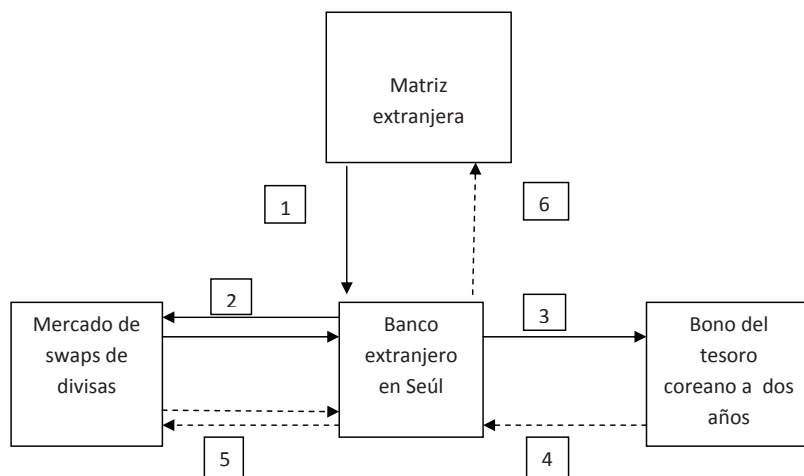 Matriz
extranjera
1
6
2
3
Mercado de
swaps de
divisas
Banco
extranjero
en Seúl
Bono del
tesoro
coreano a dos
años
5
4